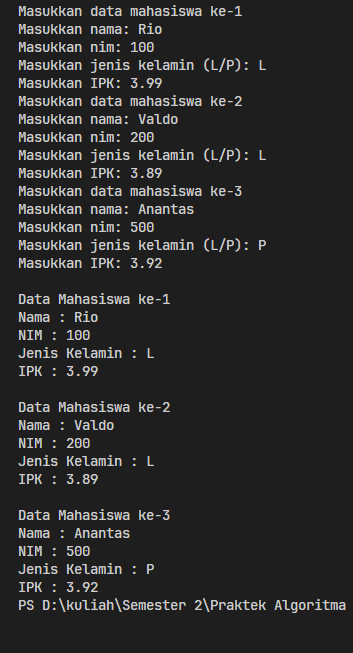 Masukkan data mahasiswa ke-1
Masukkan nama: Rio
Masukkan nim: 100
Masukkan jenis kelamin (L/P): L
Masukkan IPK: 3.99
Masukkan data mahasiswa ke-2
Masukkan nama: Valdo
Masukkan nim: 200
Masukkan jenis kelamin (L/P): L
Masukkan IPK: 3.89
Masukkan data mahasiswa ke-3
Masukkan nama: Anantas
Masukkan nim: 500
Masukkan jenis kelamin (L/P): P
Masukkan IPK: 3.92
Data Mahasiswa ke-1
Nama : Rio
NIM : 100
Jenis Kelamin : L
IPK : 3.99
Data Mahasiswa ke-2
Nama : Valdo
NIM : 200
Jenis Kelamin : L
IPK : 3.89
Data Mahasiswa ke-3
Nama : Anantas
NIM : 500
Jenis Kelamin : P
IPK : 3.92
PS D:\kuliah\Semester 2\Praktek Algoritma